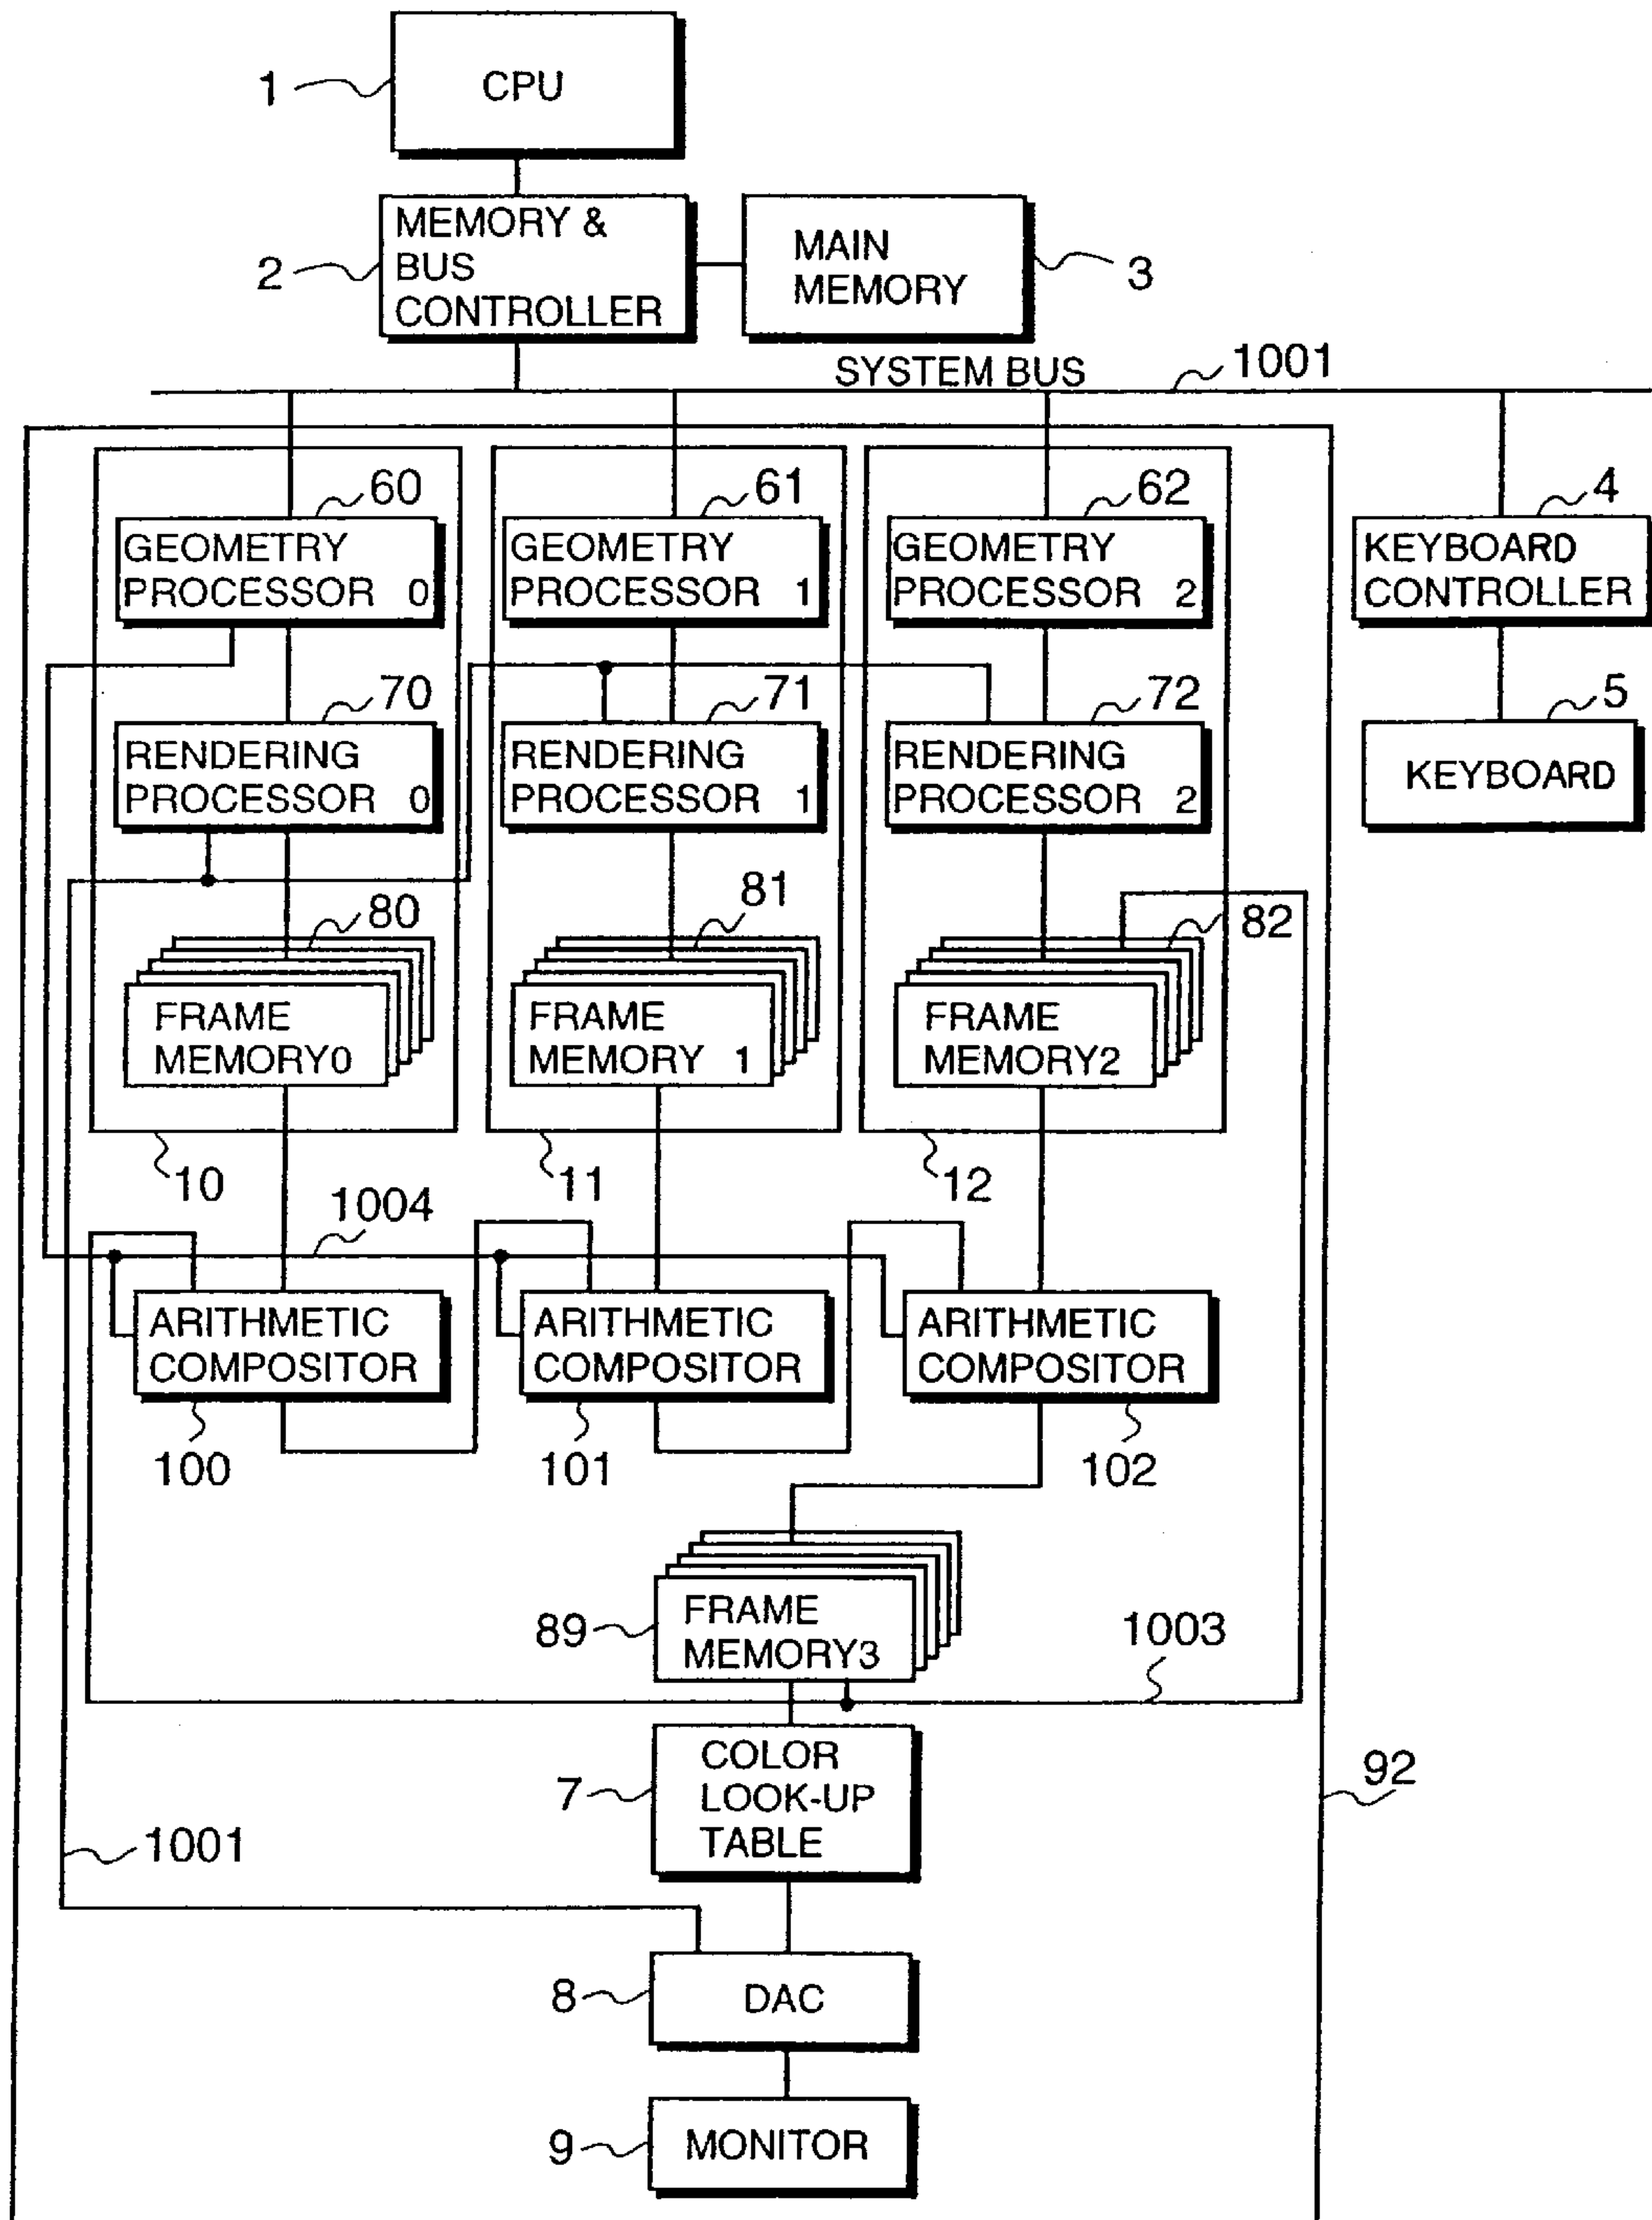 1
CPU
2
MEMORY &
BUS
CONTROLLER
MAIN
MEMORY
3
SYSTEM BUS
1001
60
GEOMETRY
PROCESSOR 0
61
GEOMETRY
PROCESSOR 1
62
GEOMETRY
PROCESSOR 2
4
KEYBOARD
CONTROLLER
70
RENDERING
PROCESSOR 0
71
RENDERING
PROCESSOR 1
72
RENDERING
PROCESSOR 2
5
KEYBOARD
80
FRAME
MEMORY0
81
FRAME
MEMORY 1
82
FRAME
MEMORY2
10
11
12
1004
ARITHMETIC
COMPOSITOR
100
ARITHMETIC
COMPOSITOR
101
ARITHMETIC
COMPOSITOR
102
89
FRAME
MEMORY3
1003
7
COLOR
LOOK-UP
TABLE
92
1001
8
DAC
9
MONITOR